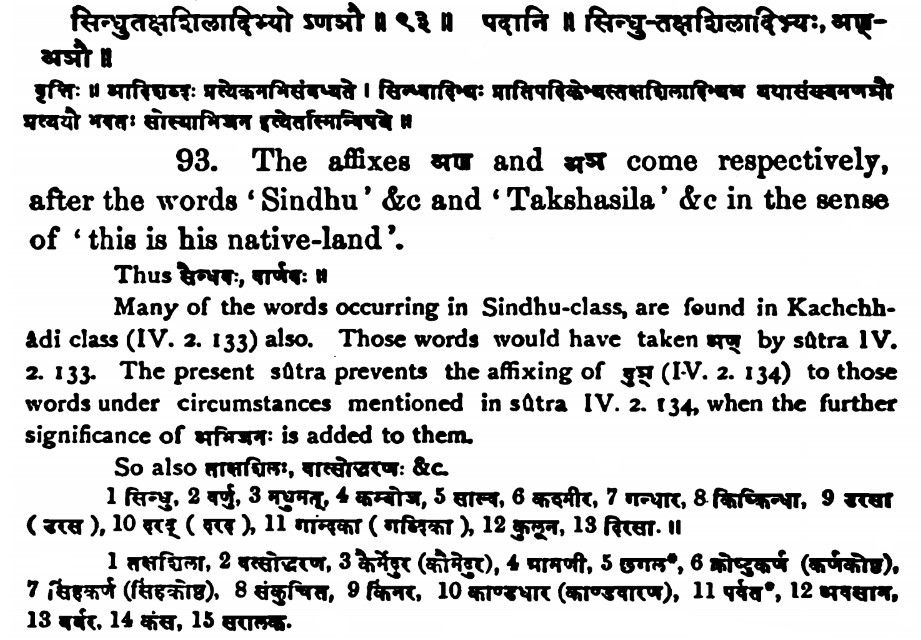 सिन्धुतक्षशिलादिभ्यो ऽणञौ ॥ ९३ ॥ पदानि ॥ सिन्धु-तक्षशिलादिभ्यः, अण्-
अञौ ॥
वृत्तिः ॥ आदिशब्दः प्रत्येकमभिसंबध्यते । सिन्ध्वादिभ्यः प्रातिपदिकेभ्यस्तक्षशिलादिभ्यश्च यथासंख्यमणञौ
प्रत्ययौ भवतः सोस्याभिजन इत्येतस्मिन्विषये ॥
93. The affixes अण and अञ come respectively,
after the words ‘Sindhu’ &c and ‘Takshasila’ &c in the sense
of ‘this is his native-land’.
Thus सैन्धवः, वार्णवः ॥
Many of the words occurring in Sindhu-class, are found in Kachchh-
âdi class (IV. 2. 133) also. Those words would have taken अण् by sûtra IV.
2. 133. The present sûtra prevents the affixing of वुञ् (I-V. 2. 134) to those
words under circumstances mentioned in sûtra IV. 2. 134, when the further
significance of अभिजनः is added to them.
So also ताक्षशिलः, वात्सोद्धरणः &c.
1 सिन्धु, 2 वर्णु, 3 मधुमत्, 4 कम्बोज, 5 साल्व, 6 कश्मीर, 7 गन्धार, 8 किष्किन्धा, 9 उरसा
(उरस), 10 दरद् (दरद), 11 गांन्दका (गब्दिका), 12 कुलून, 13 दिरसा. ॥
1 तक्षशिला, 2 वत्सोद्धरण, 3 कैर्मेदुर (कौमेदुर), 4 ग्रामणी, 5 छगल*, 6 क्रोष्टुकर्ण (कर्णकोष्ठ),
7 सिंहकर्ण (सिंहकोष्ठ), 8 संकुचित, 9 किंनर, 10 काण्डधार (काण्डवारण), 11 पर्वत*, 12 अवसान,
13 बर्बर, 14 कंस, 15 सरालक.